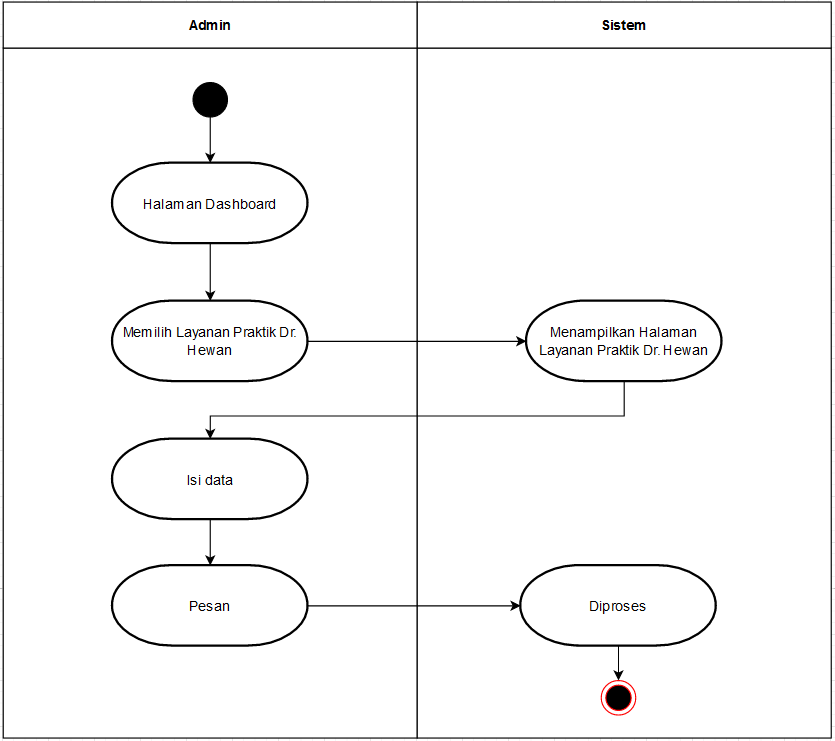 Admin
Sistem
Halaman Dashboard
Memilih Layanan Praktik Dr.
Hewan
Menampilkan Halaman
Layanan Praktik Dr. Hewan
Isi data
Pesan
Diproses